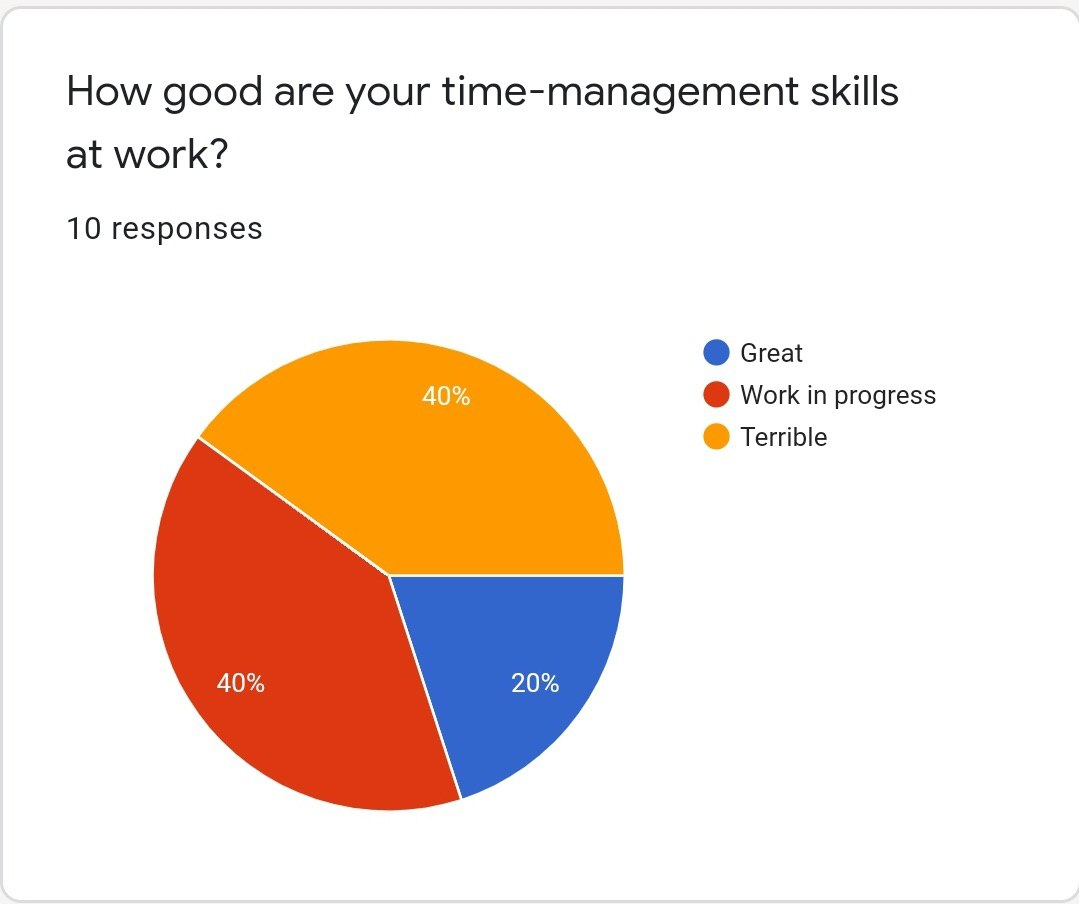 How good are your time-management skills
at work?
10 responses
40%
40%
20%
Great
Work in progress
Terrible